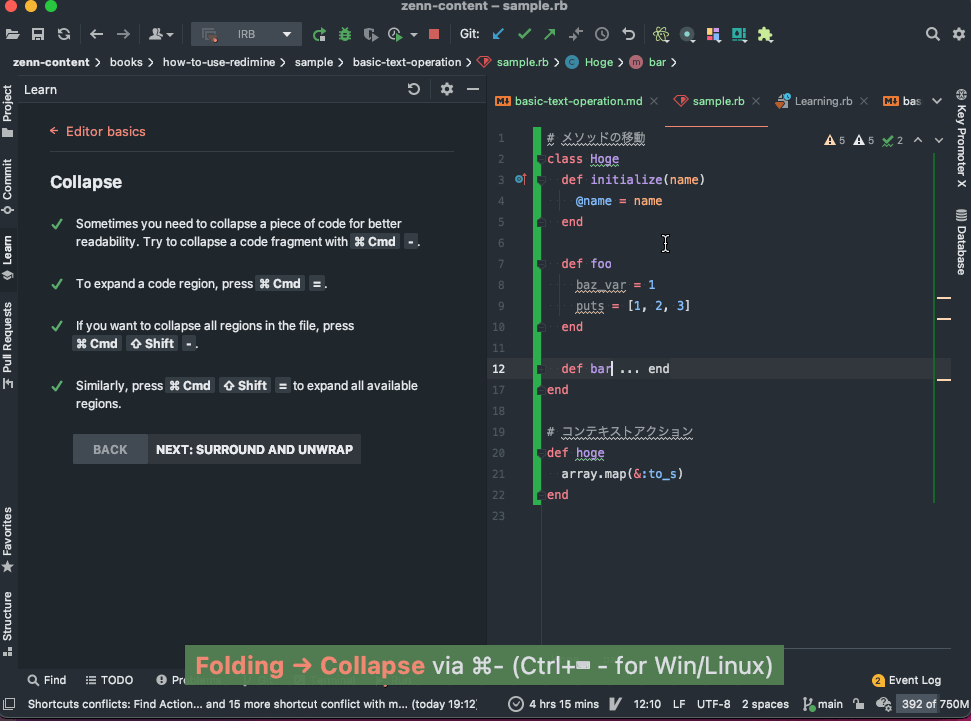 zenn-content – sample.rb
IRB
Git:
zenn-content › books › how-to-use-redimine › sample › basic-text-operation › sample.rb › Hoge › bar ›
Project
Commit
Learn
Pull Requests
Favorites
Structure
Learn
← Editor basics
Collapse
Sometimes you need to collapse a piece of code for better
readability. Try to collapse a code fragment with ⌘ Cmd -.
To expand a code region, press ⌘ Cmd =.
If you want to collapse all regions in the file, press
⌘ Cmd ⇧ Shift -.
Similarly, press ⌘ Cmd ⇧ Shift = to expand all available
regions.
BACK
NEXT: SURROUND AND UNWRAP
basic-text-operation.md
sample.rb
Learning.rb
bas
5 5 2
1 # メソッドの移動
2 class Hoge
3 def initialize(name)
4 @name = name
5 end
6
7 def foo
8 baz_var = 1
9 puts = [1, 2, 3]
10 end
11
12 def bar ... end
17 end
18
19 # コンテキストアクション
20 def hoge
21 array.map(&:to_s)
22 end
23
Key Promoter X
Database
Folding → Collapse via ⌘- (Ctrl+⌨ - for Win/Linux)
Find
TODO
2 Event Log
Shortcuts conflicts: Find Action... and 15 more shortcut conflict with m... (today 19:12)
4 hrs 15 mins
12:10
LF
UTF-8
2 spaces
main
392 of 750M